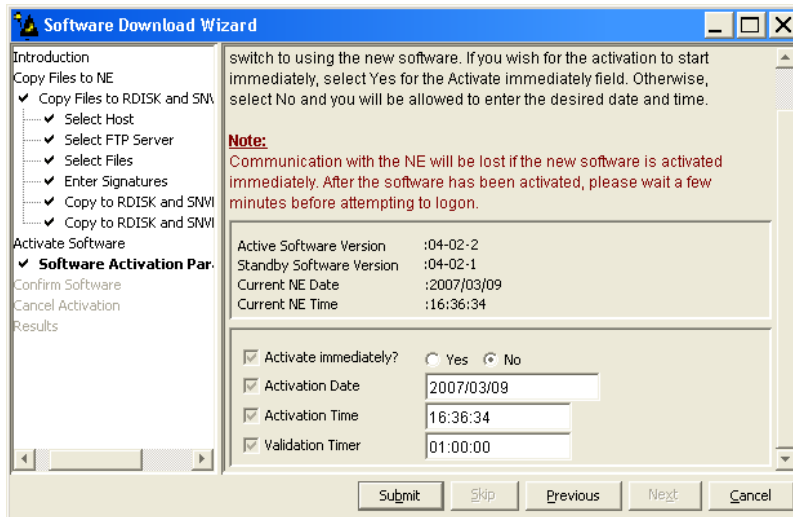 Software Download Wizard
Introduction
Copy Files to NE
Copy Files to RDISK and SNV
Select Host
Select FTP Server
Select Files
Enter Signatures
Copy to RDISK and SNVI
Copy to RDISK and SNVI
Activate Software
Software Activation Par
Confirm Software
Cancel Activation
Results
switch to using the new software. If you wish for the activation to start
immediately, select Yes for the Activate immediately field. Otherwise,
select No and you will be allowed to enter the desired date and time.
Note:
Communication with the NE will be lost if the new software is activated
immediately. After the software has been activated, please wait a few
minutes before attempting to logon.
Active Software Version :04-02-2
Standby Software Version :04-02-1
Current NE Date :2007/03/09
Current NE Time :16:36:34
Activate immediately? Yes No
Activation Date 2007/03/09
Activation Time 16:36:34
Validation Timer 01:00:00
Submit Skip Previous Next Cancel